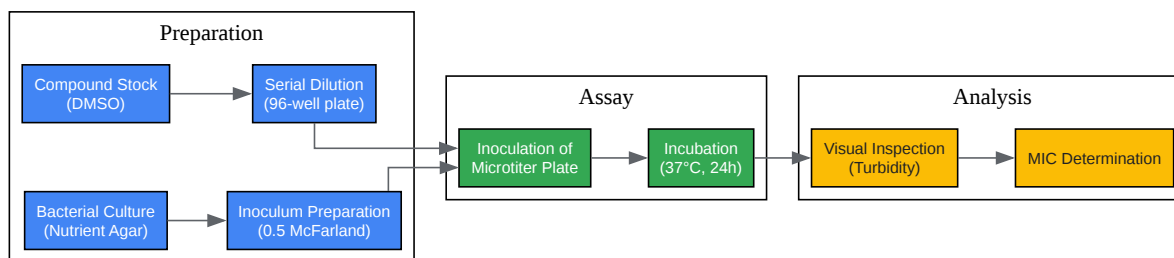 Preparation
Compound Stock
(DMSO)
Serial Dilution
(96-well plate)
Bacterial Culture
(Nutrient Agar)
Inoculum Preparation
(0.5 McFarland)
Assay
Inoculation of
Microtiter Plate
Incubation
(37°C, 24h)
Analysis
Visual Inspection
(Turbidity)
MIC Determination